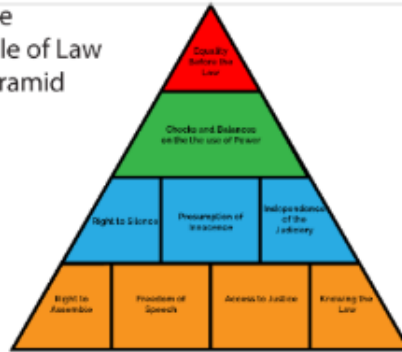 e
le of Law
ramid
Equality
Before the
Law
Checks and Balances
on the the use of Power
Right to Silence
Presumption of
Innocence
Independence
of the
Judiciary
Right to
Assemble
Freedom of
Speech
Access to Justice
Knowing the
Law